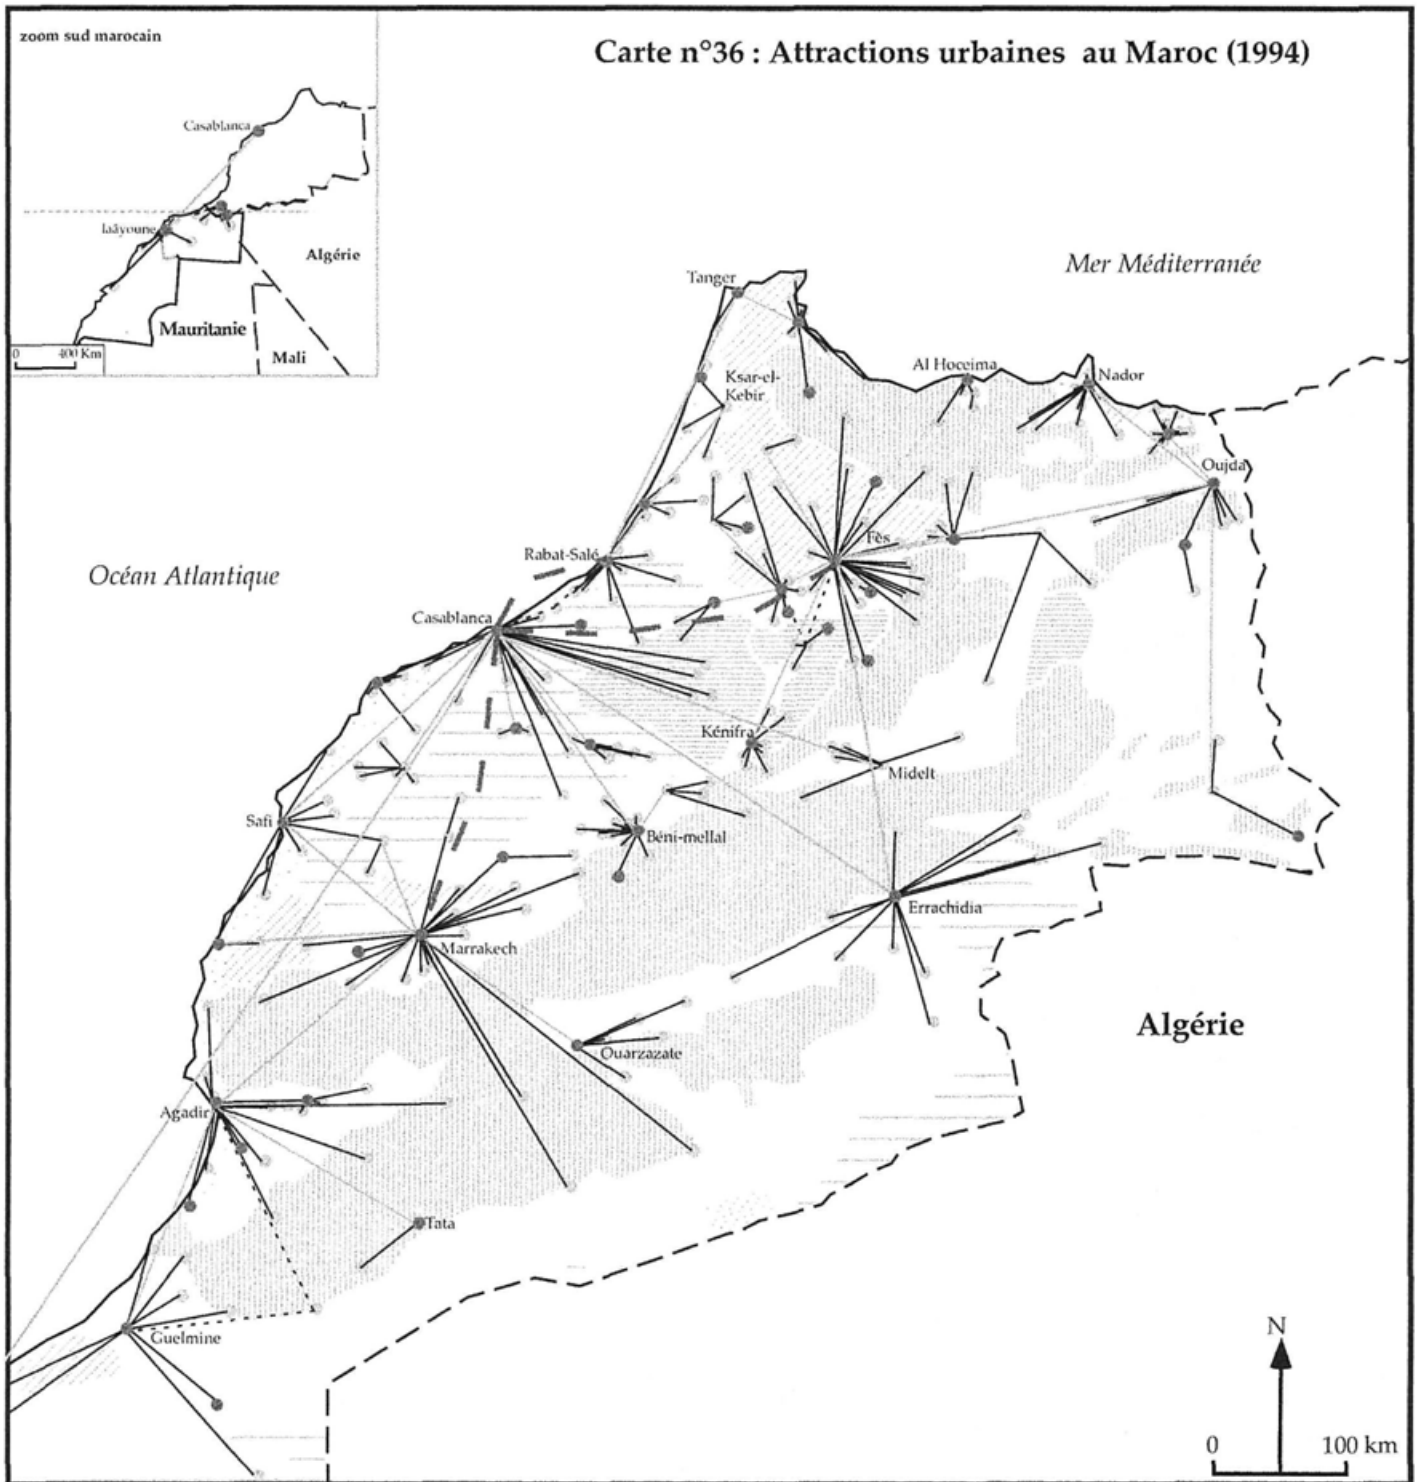 zoom sud marocain
Carte n°36 : Attractions urbaines au Maroc (1994)
Casablanca
laâyoune
Algérie
Mauritanie
Mali
0 400 Km
Mer Méditerranée
Tanger
Al Hoceima
Nador
Ksar-el-
Kebir
Oujda
Fès
Rabat-Salé
Océan Atlantique
Casablanca
Kénifra
Midelt
Safi
Béni-mellal
Errachidia
Marrakech
Algérie
Ouarzazate
Agadir
Tata
Guelmine
N
0 100 km